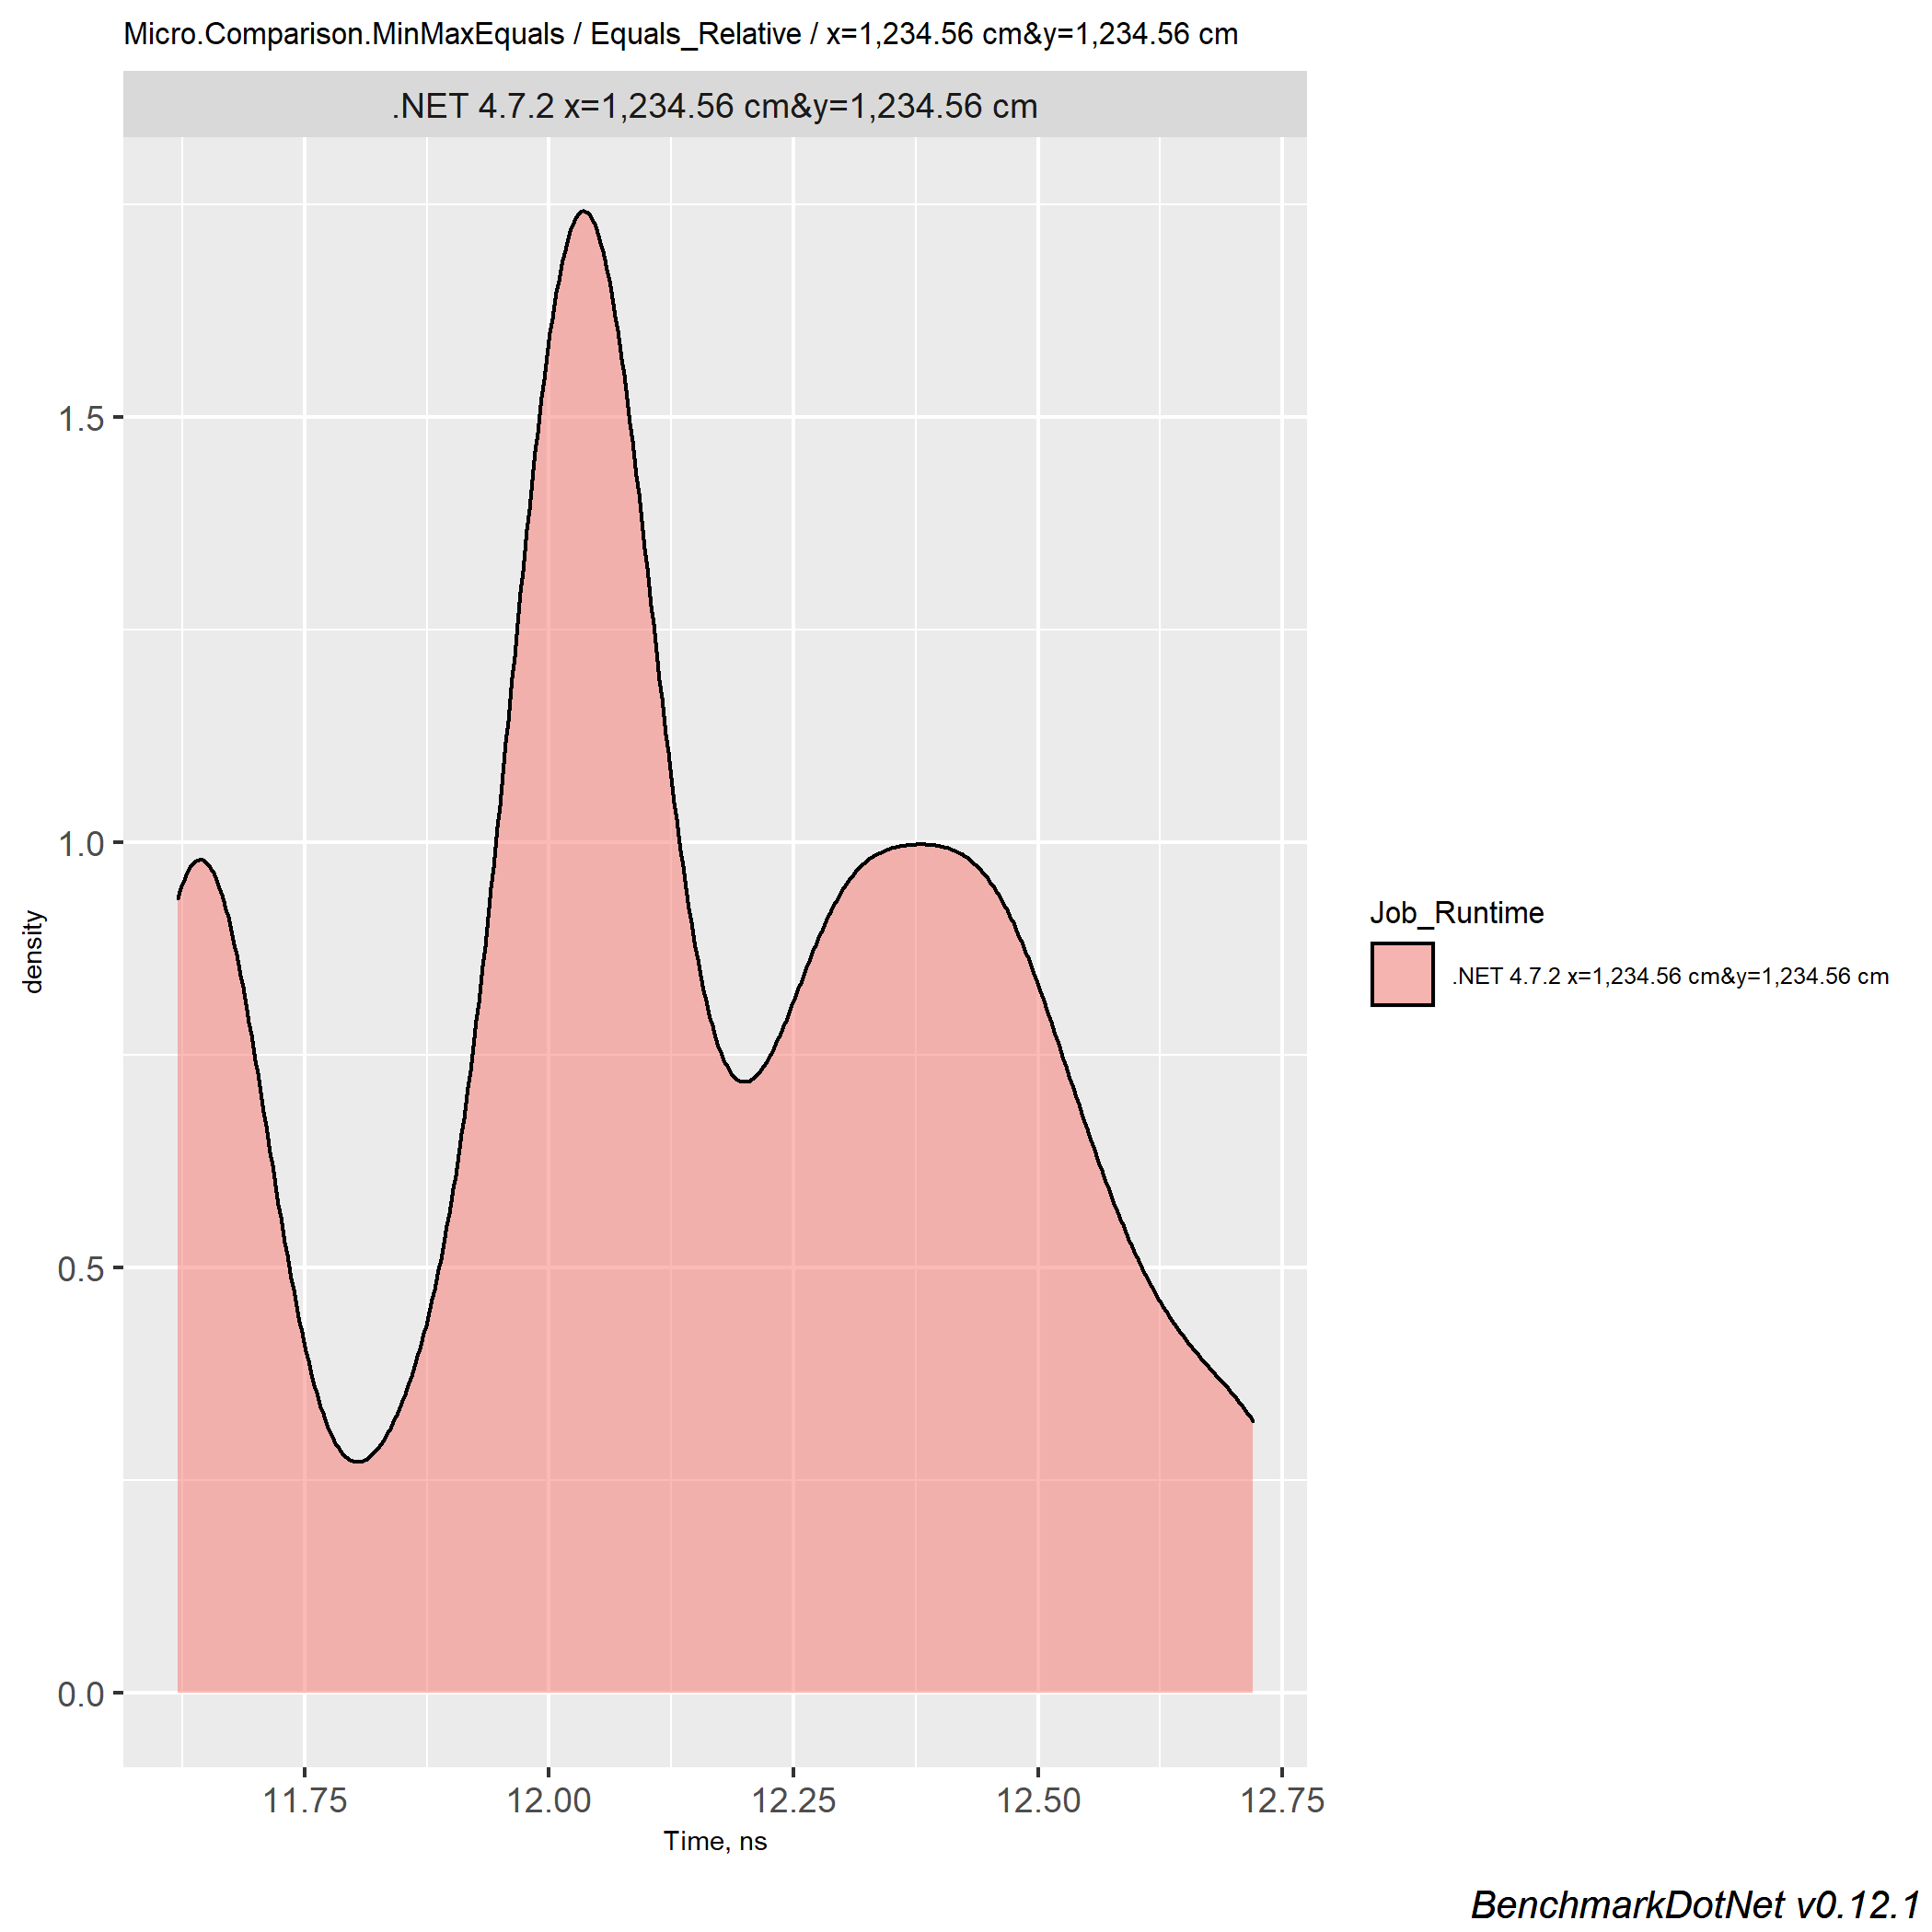 Micro.Comparison.MinMaxEquals / Equals_Relative / x=1,234.56 cm&y=1,234.56 cm
.NET 4.7.2 x=1,234.56 cm&y=1,234.56 cm
1.5
1.0
0.5
0.0
density
11.75 12.00 12.25 12.50 12.75
Time, ns
Job_Runtime
.NET 4.7.2 x=1,234.56 cm&y=1,234.56 cm
BenchmarkDotNet v0.12.1